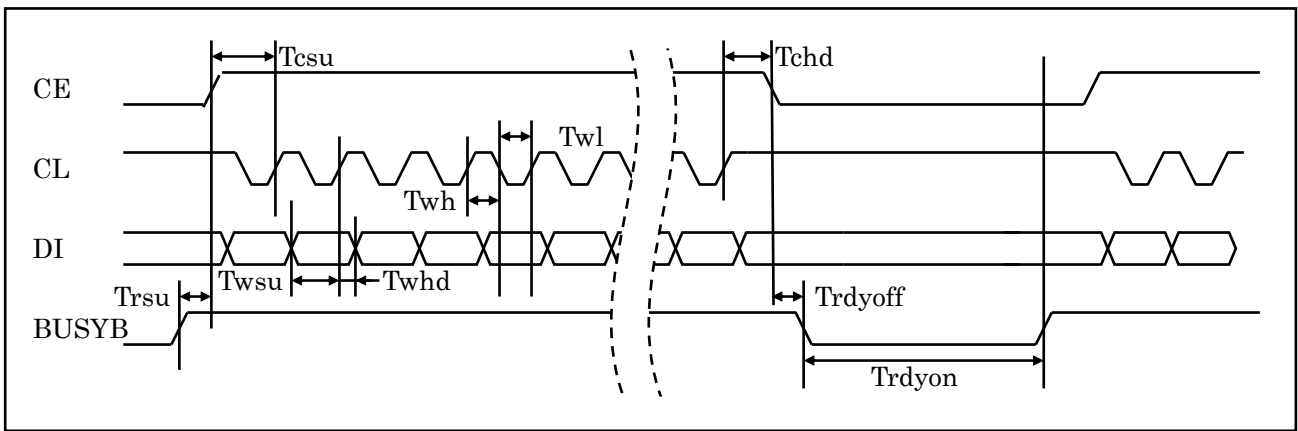 Tcsu
Tchd
CE
Twl
CL
Twh
DI
Twsu
Twhd
Trsu
Trdyoff
BUSYB
Trdyon